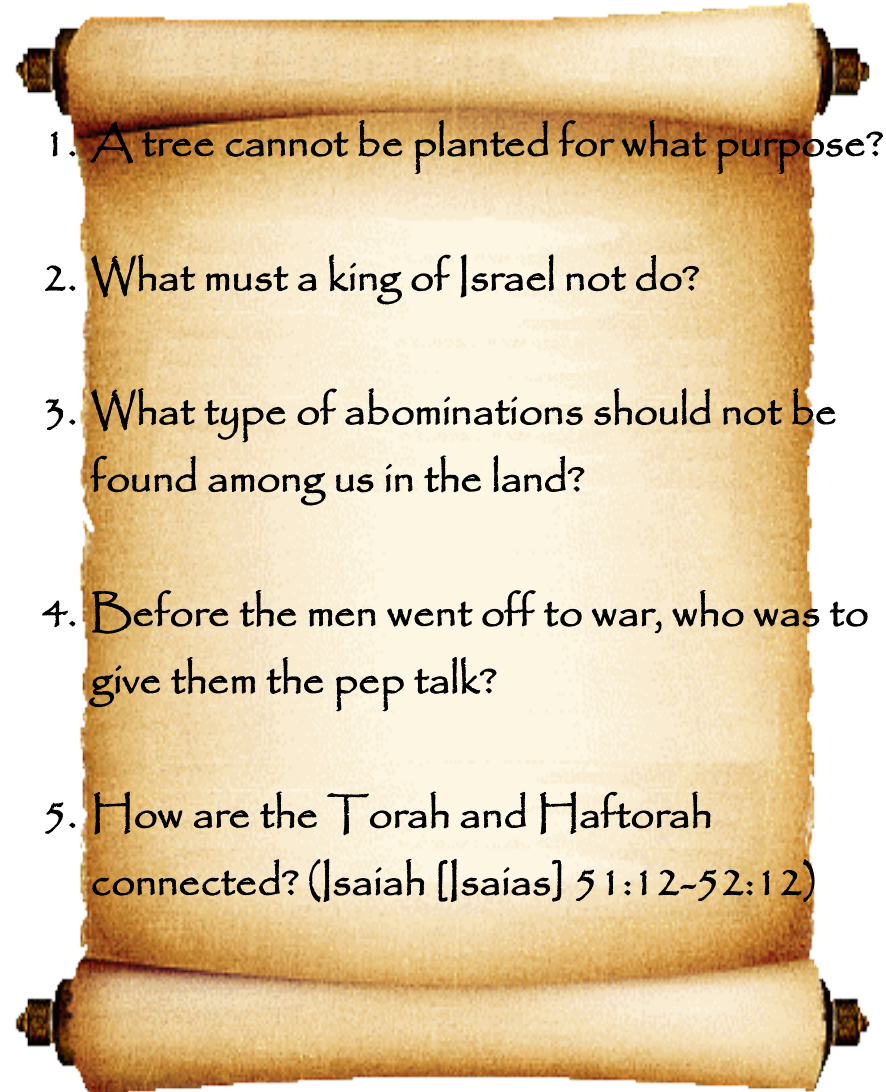 1. A tree cannot be planted for what purpose?
2. What must a king of Israel not do?
3. What type of abominations should not be
found among us in the land?
4. Before the men went off to war, who was to
give them the pep talk?
5. How are the Torah and Haftorah
connected? (Isaiah [Isaias] 51:12-52:12)